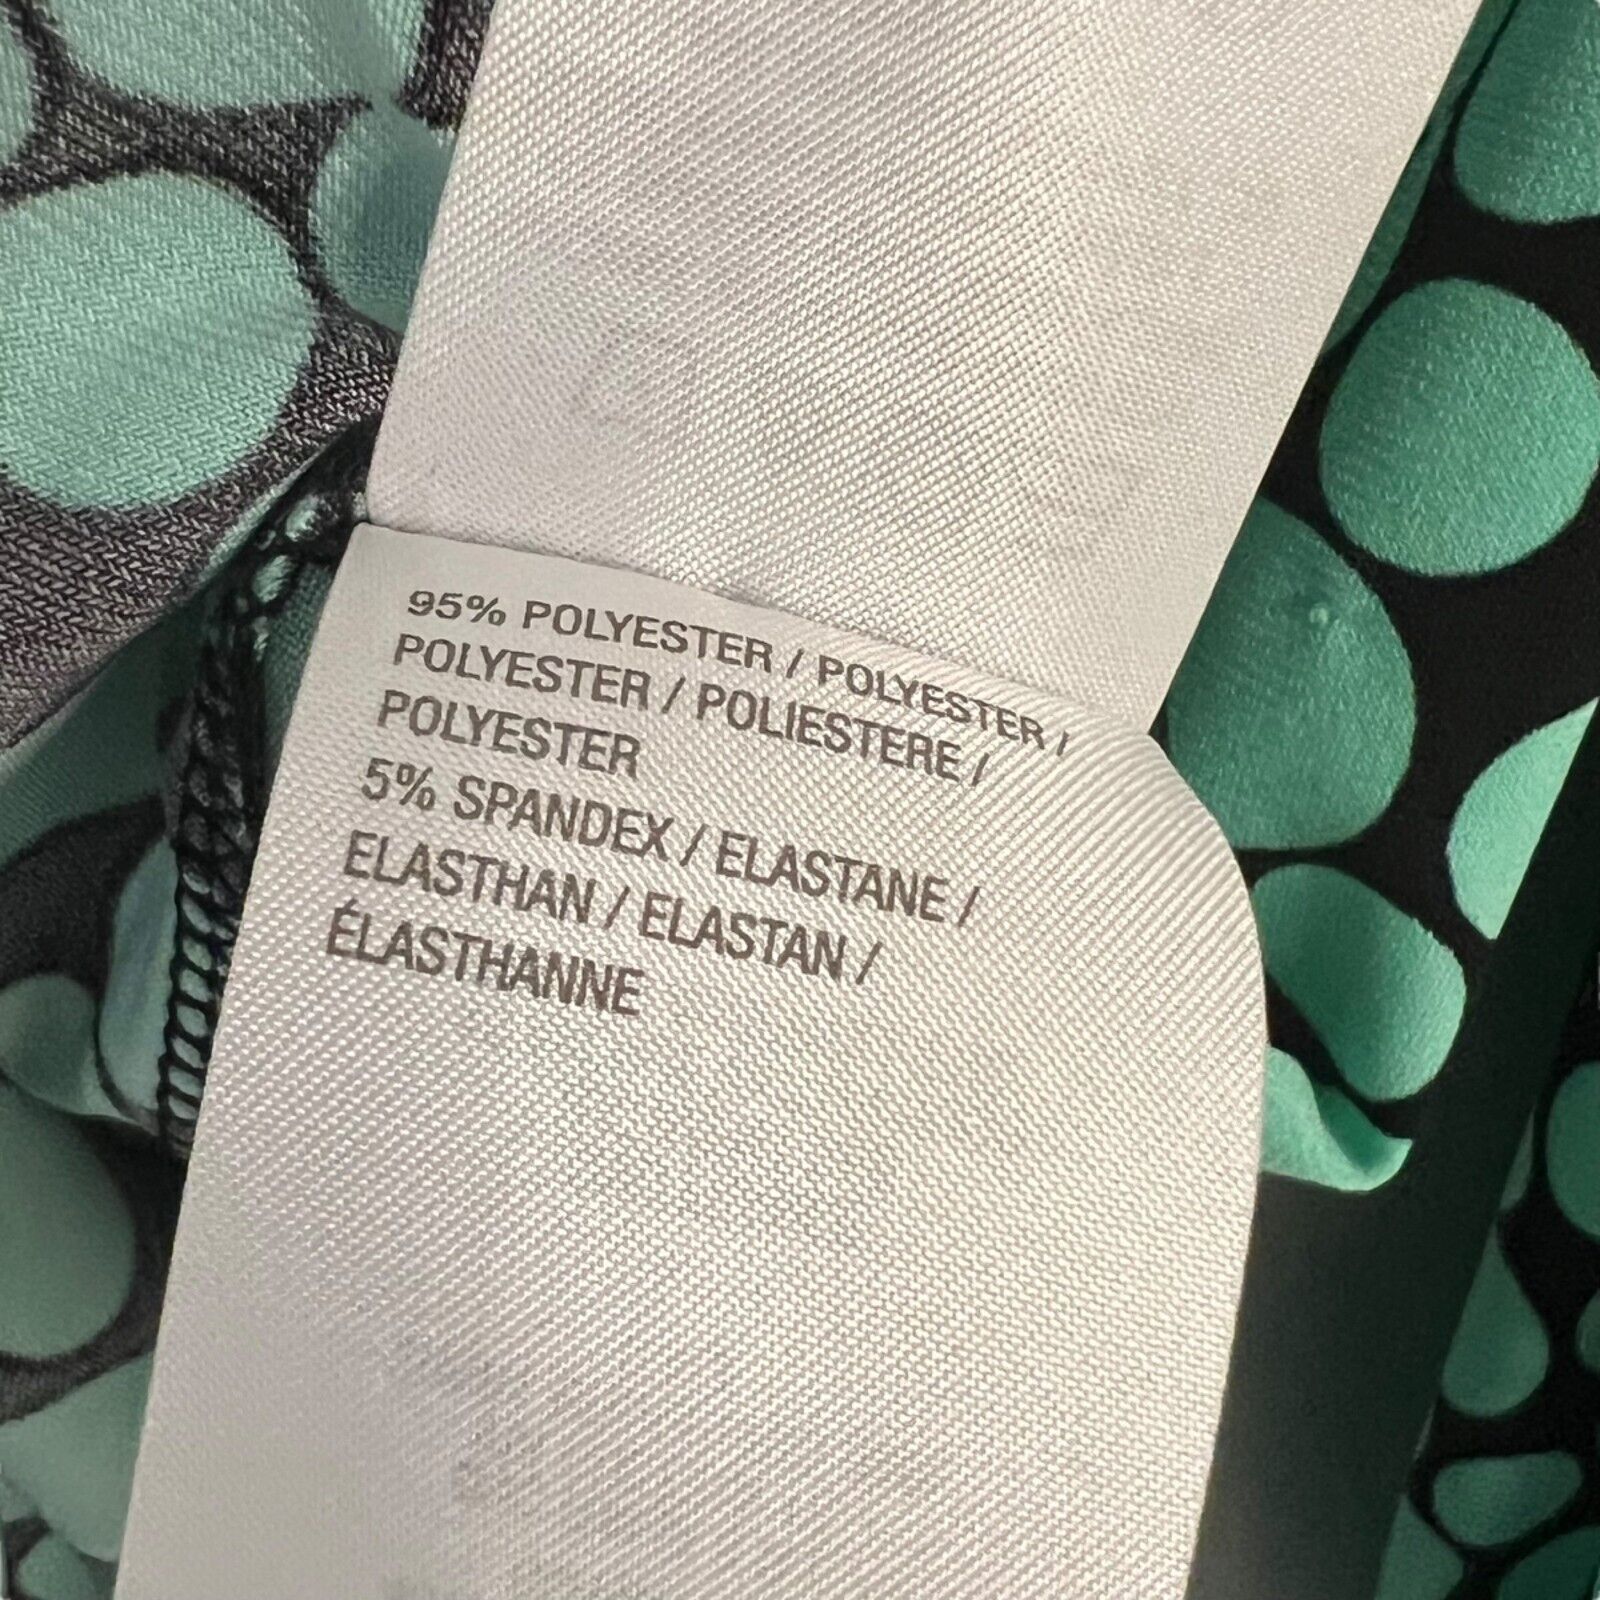 95% POLYESTER / POLYESTER /
POLYESTER / POLIESTERE /
POLYESTER
5% SPANDEX / ELASTANE /
ELASTHAN / ELASTAN /
ÉLASTHANNE